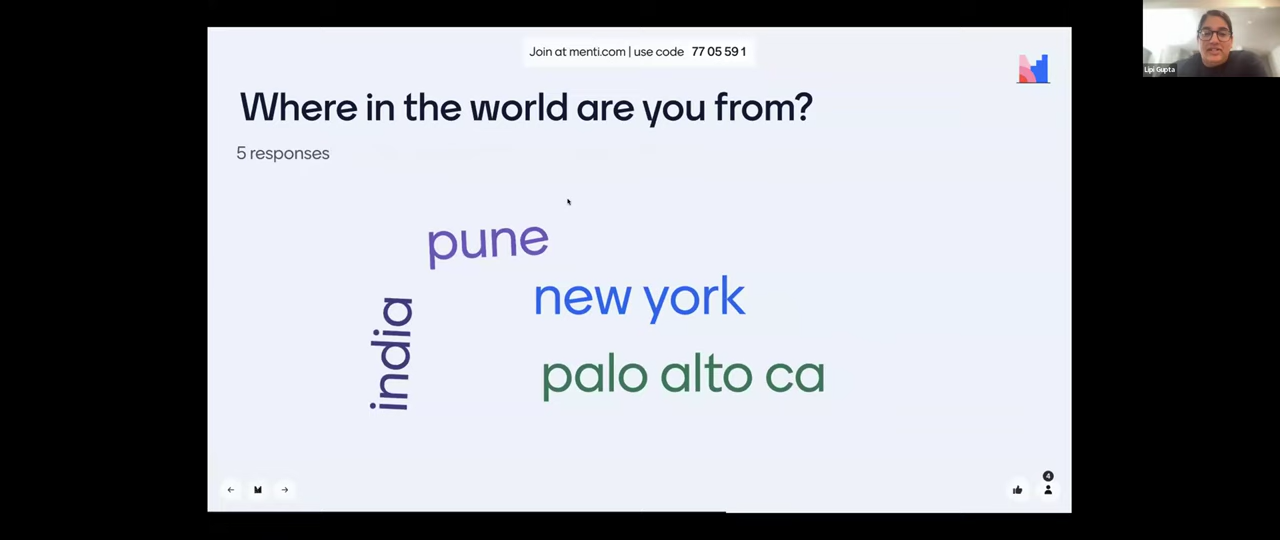 Join at menti.com | use code 77 05 59 1
Lipi Gupta
Where in the world are you from?
5 responses
pune
new york
india
palo alto ca
4